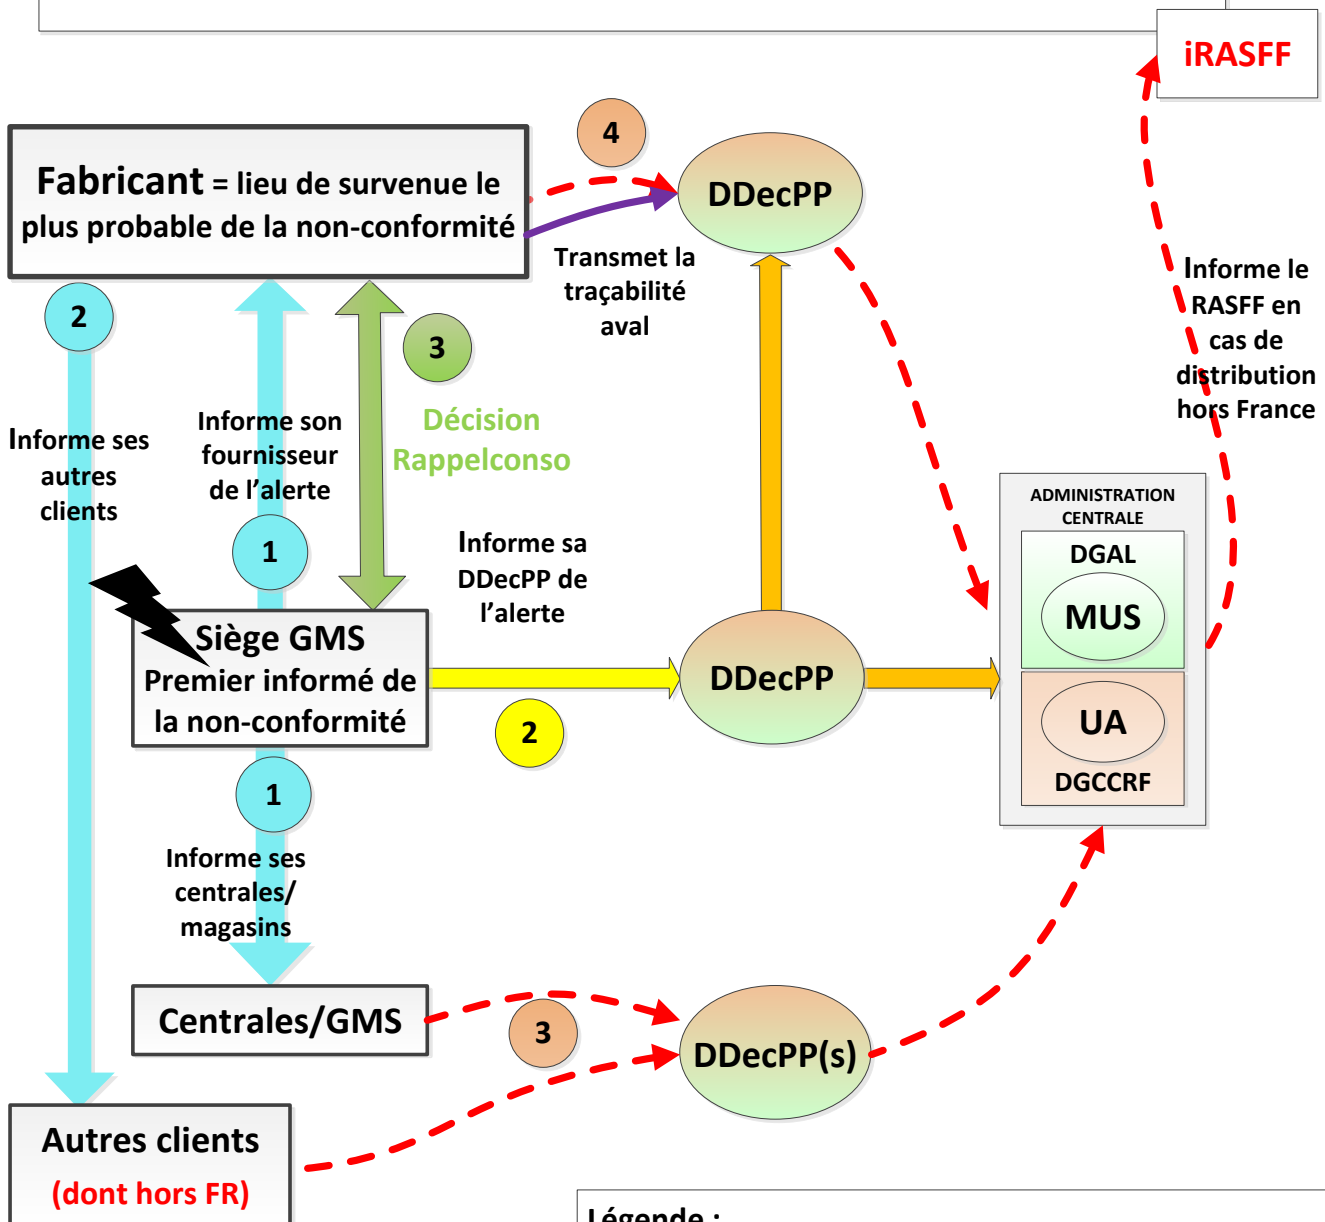 iRASFF
4
Fabricant = lieu de survenue le
plus probable de la non-conformité
DDecPP
Transmet la
traçabilité
aval
Informe le
RASFF en
cas de
distribution
hors France
2
3
Informe ses
autres
clients
Informe son
fournisseur
de l'alerte
Décision
Rappelconso
1
Informe sa
DDecPP de
l'alerte
ADMINISTRATION
CENTRALE
DGAL
MUS
UA
DGCCRF
Siège GMS
Premier informé de
la non-conformité
DDecPP
2
1
Informe ses
centrales/
magasins
Centrales/GMS
3
DDecPP(s)
Autres clients
(dont hors FR)
Légende :